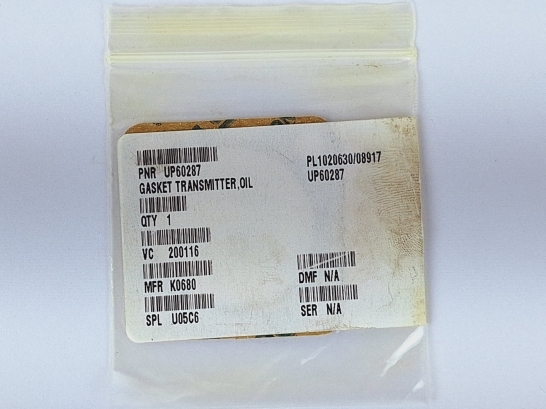 PNR UP60287
PL1020630/08917
GASKET TRANSMITTER,OIL
UP60287
QTY 1
VC 200116
MFR K0680
DMF N/A
SPL U05C6
SER N/A